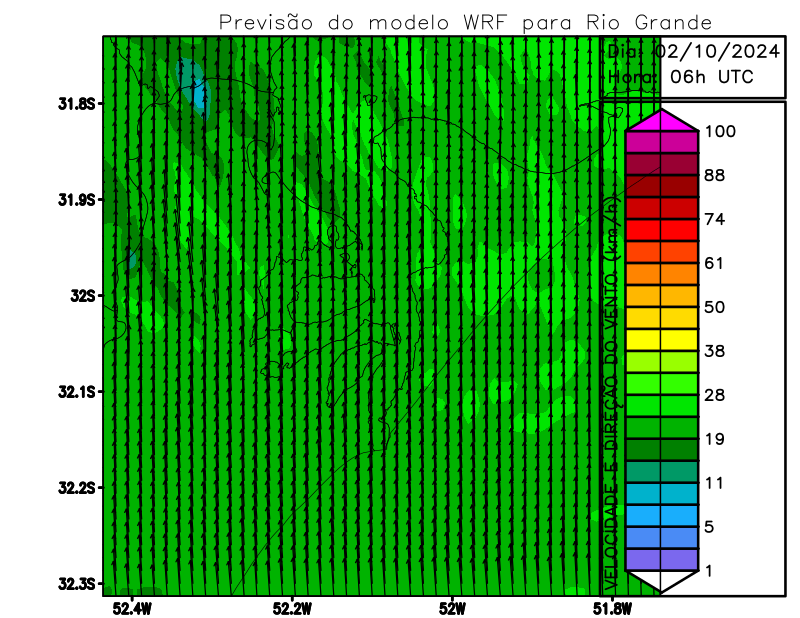 Previsão do modelo WRF para Rio Grande
Dia: 02/10/2024
Hora: 06h UTC
31.8S
31.9S
32S
32.1S
32.2S
32.3S
52.4W
52.2W
52W
51.8W
VELOCIDADE E DIREÇÃO DO VENTO (km/h)
100
88
74
61
50
38
28
19
11
5
1